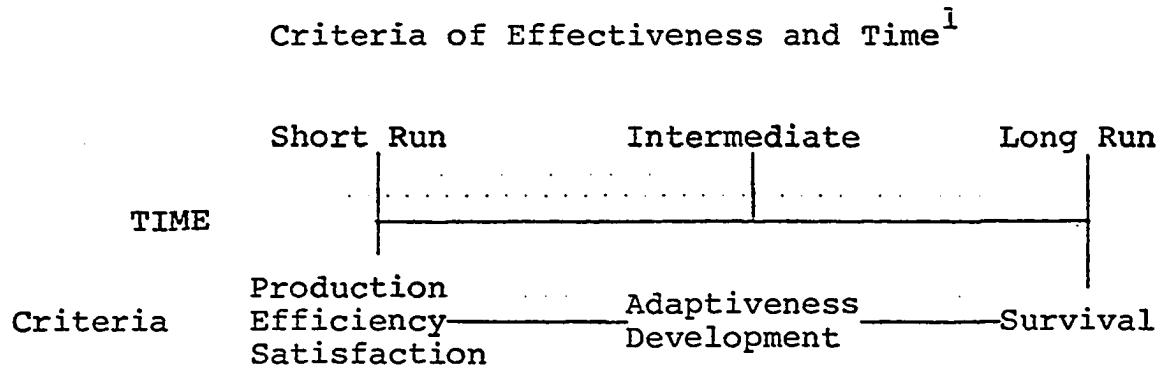 Criteria of Effectiveness and Time1
Short Run Intermediate Long Run
TIME
Criteria
Production
Efficiency
Satisfaction
Adaptiveness
Development
Survival